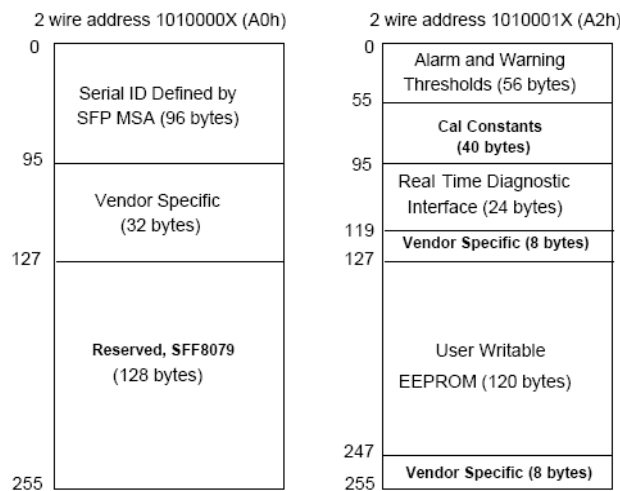 2 wire address 1010000X (A0h)
0
Serial ID Defined by
SFP MSA (96 bytes)
95
Vendor Specific
(32 bytes)
127
Reserved, SFF8079
(128 bytes)
255
2 wire address 1010001X (A2h)
0
Alarm and Warning
Thresholds (56 bytes)
55
Cal Constants
(40 bytes)
95
Real Time Diagnostic
Interface (24 bytes)
119
Vendor Specific (8 bytes)
127
User Writable
EEPROM (120 bytes)
247
Vendor Specific (8 bytes)
255